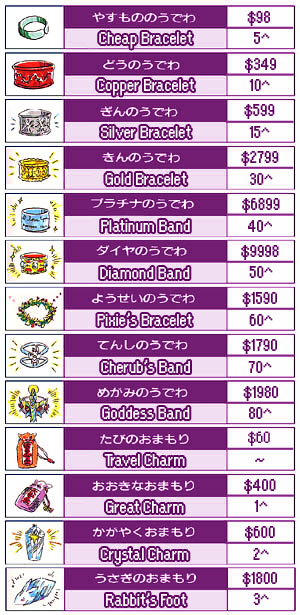 やすもののうでわ $98
Cheap Bracelet 5^
どうのうでわ $349
Copper Bracelet 10^
ぎんのうでわ $599
Silver Bracelet 15^
きんのうでわ $2799
Gold Bracelet 30^
プラチナのうでわ $6899
Platinum Band 40^
ダイヤのうでわ $9998
Diamond Band 50^
ようせいのうでわ $1590
Pixie's Bracelet 60^
てんしのうでわ $1790
Cherub's Band 70^
めがみのうでわ $1980
Goddess Band 80^
たびのおまもり $60
Travel Charm ~
おおきなおまもり $400
Great Charm 1^
かがやくおまもり $600
Crystal Charm 2^
うさぎのおまもり $1800
Rabbit's Foot 3^